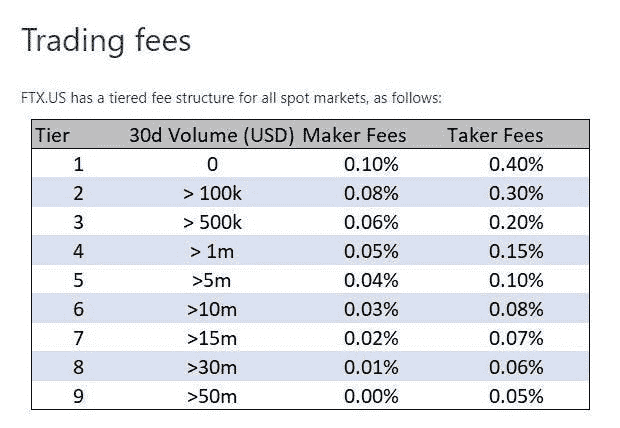 Trading fees
FTX.US has a tiered fee structure for all spot markets, as follows:
Tier 30d Volume (USD) Maker Fees Taker Fees
1 0 0.10% 0.40%
2 > 100k 0.08% 0.30%
3 > 500k 0.06% 0.20%
4 > 1m 0.05% 0.15%
5 >5m 0.04% 0.10%
6 >10m 0.03% 0.08%
7 >15m 0.02% 0.07%
8 >30m 0.01% 0.06%
9 >50m 0.00% 0.05%